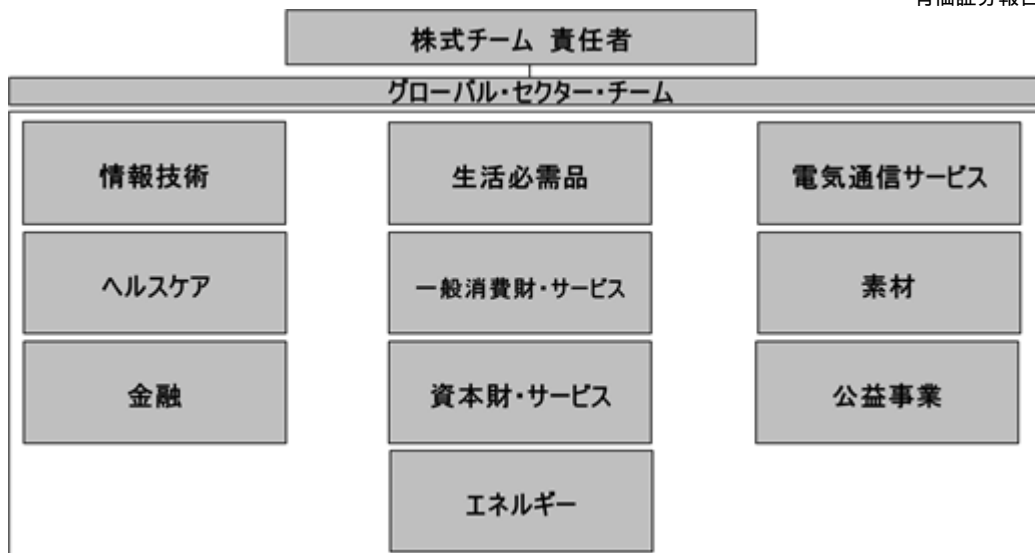 株式チーム 責任者
グローバル・セクター・チーム
情報技術
生活必需品
電気通信サービス
ヘルスケア
一般消費財・サービス
素材
金融
資本財・サービス
公益事業
エネルギー